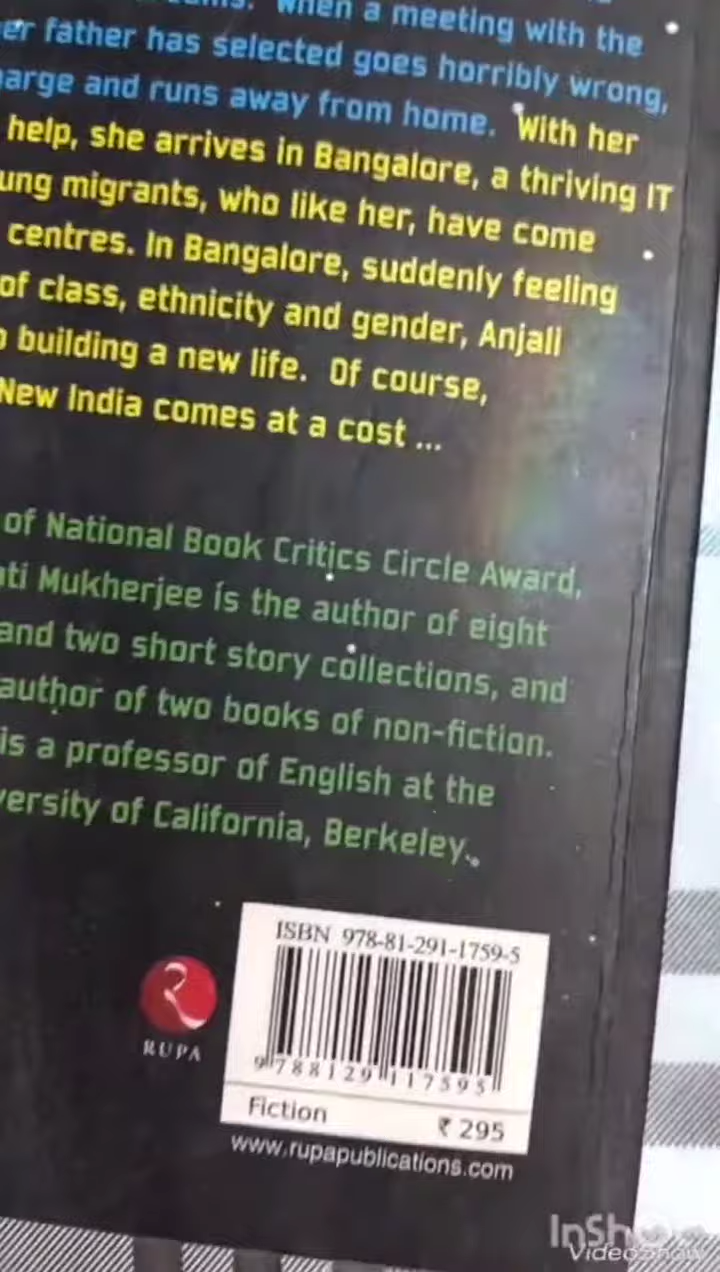 When a meeting with the
er father has selected goes horribly wrong,
arge and runs away from home. With her
help, she arrives in Bangalore, a thriving IT
ung migrants, who like her, have come
centres. In Bangalore, suddenly feeling
of class, ethnicity and gender, Anjali
building a new life. Of course,
New India comes at a cost ...
of National Book Critics Circle Award,
ati Mukherjee is the author of eight
and two short story collections, and
author of two books of non-fiction.
is a professor of English at the
versity of California, Berkeley.
ISBN 978-81-291-1759-5
9 788129 117595
RUPA
Fiction
₹ 295
www.rupapublications.com
InSh
VideoShow